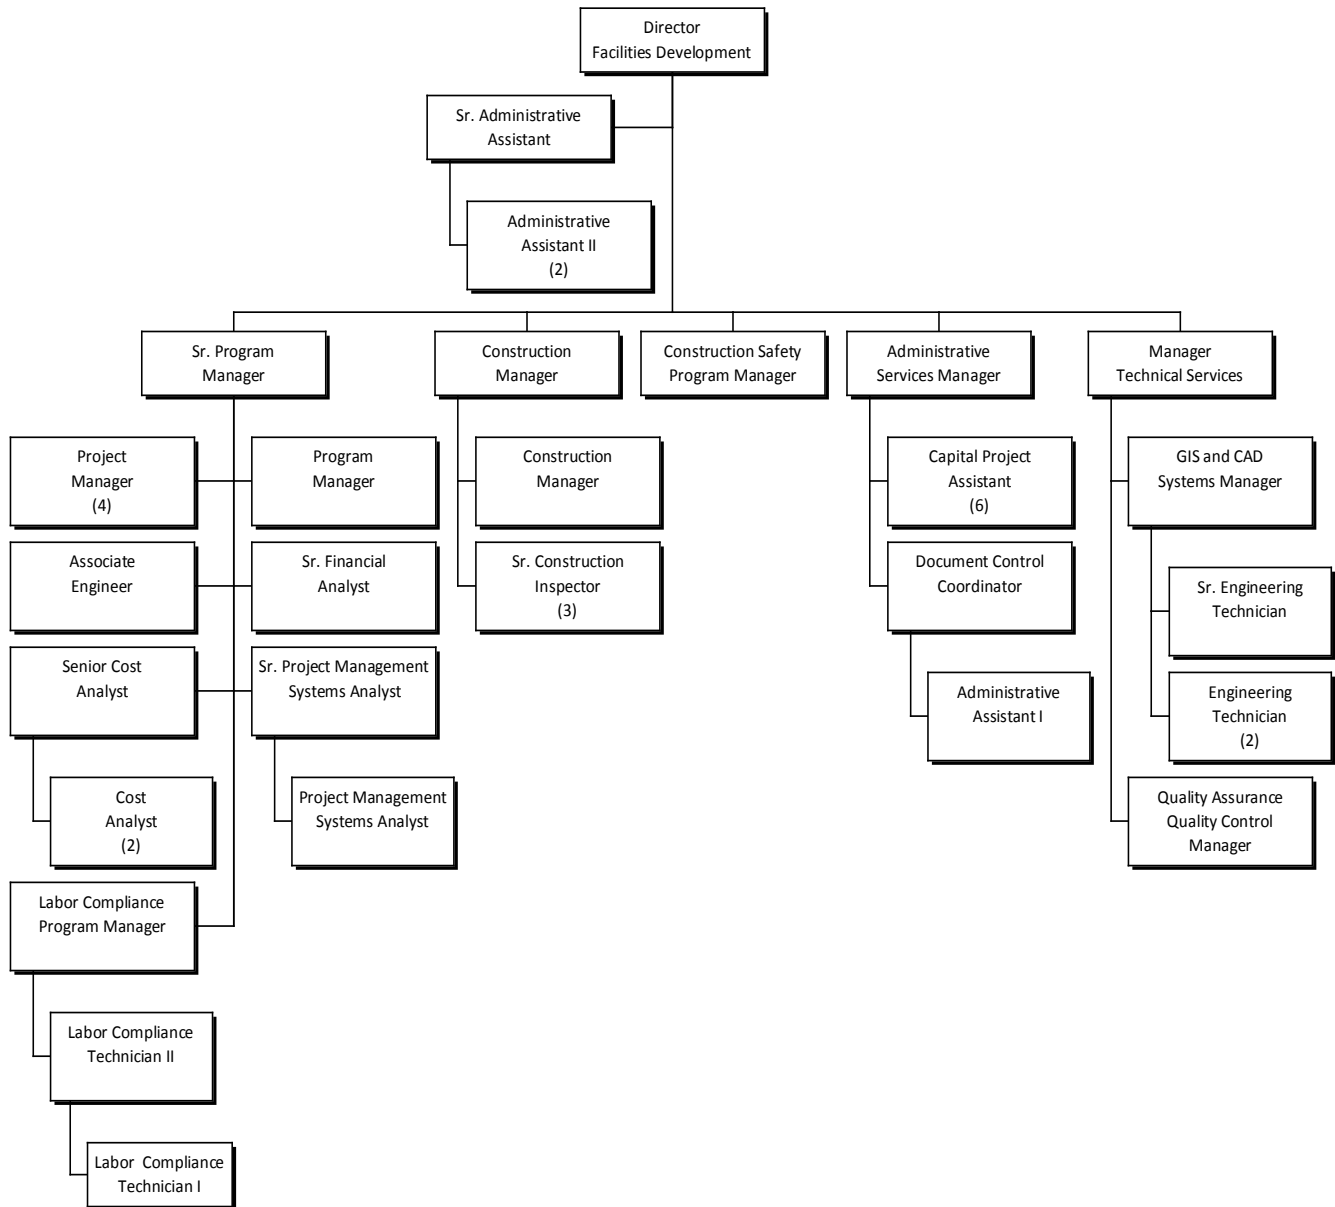 Director
Facilities Development
Sr. Administrative
Assistant
Administrative
Assistant II
(2)
Sr. Program
Manager
Construction
Manager
Construction Safety
Program Manager
Administrative
Services Manager
Manager
Technical Services
Project
Manager
(4)
Program
Manager
Construction
Manager
Capital Project
Assistant
(6)
GIS and CAD
Systems Manager
Associate
Engineer
Sr. Financial
Analyst
Sr. Construction
Inspector
(3)
Document Control
Coordinator
Sr. Engineering
Technician
Senior Cost
Analyst
Sr. Project Management
Systems Analyst
Administrative
Assistant I
Engineering
Technician
(2)
Cost
Analyst
(2)
Project Management
Systems Analyst
Quality Assurance
Quality Control
Manager
Labor Compliance
Program Manager
Labor Compliance
Technician II
Labor Compliance
Technician I